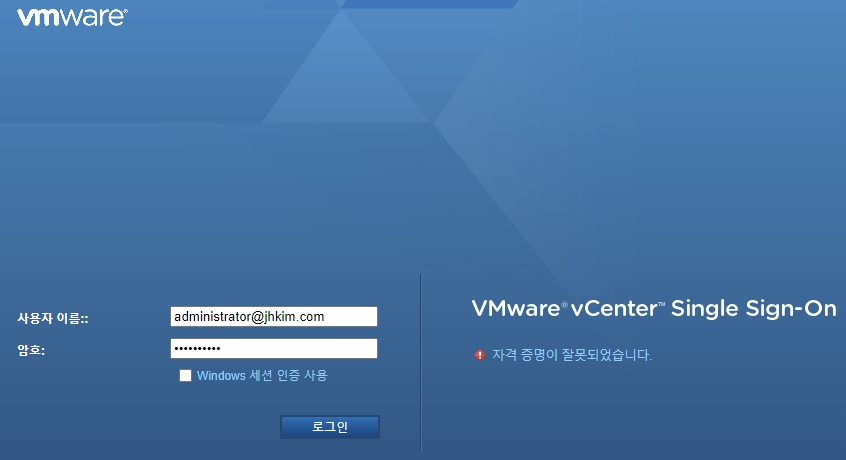 vmware®
사용자 이름::
administrator@jhkim.com
암호:
••••••••••
Windows 세션 인증 사용
로그인
VMware® vCenter™ Single Sign-On
자격 증명이 잘못되었습니다.